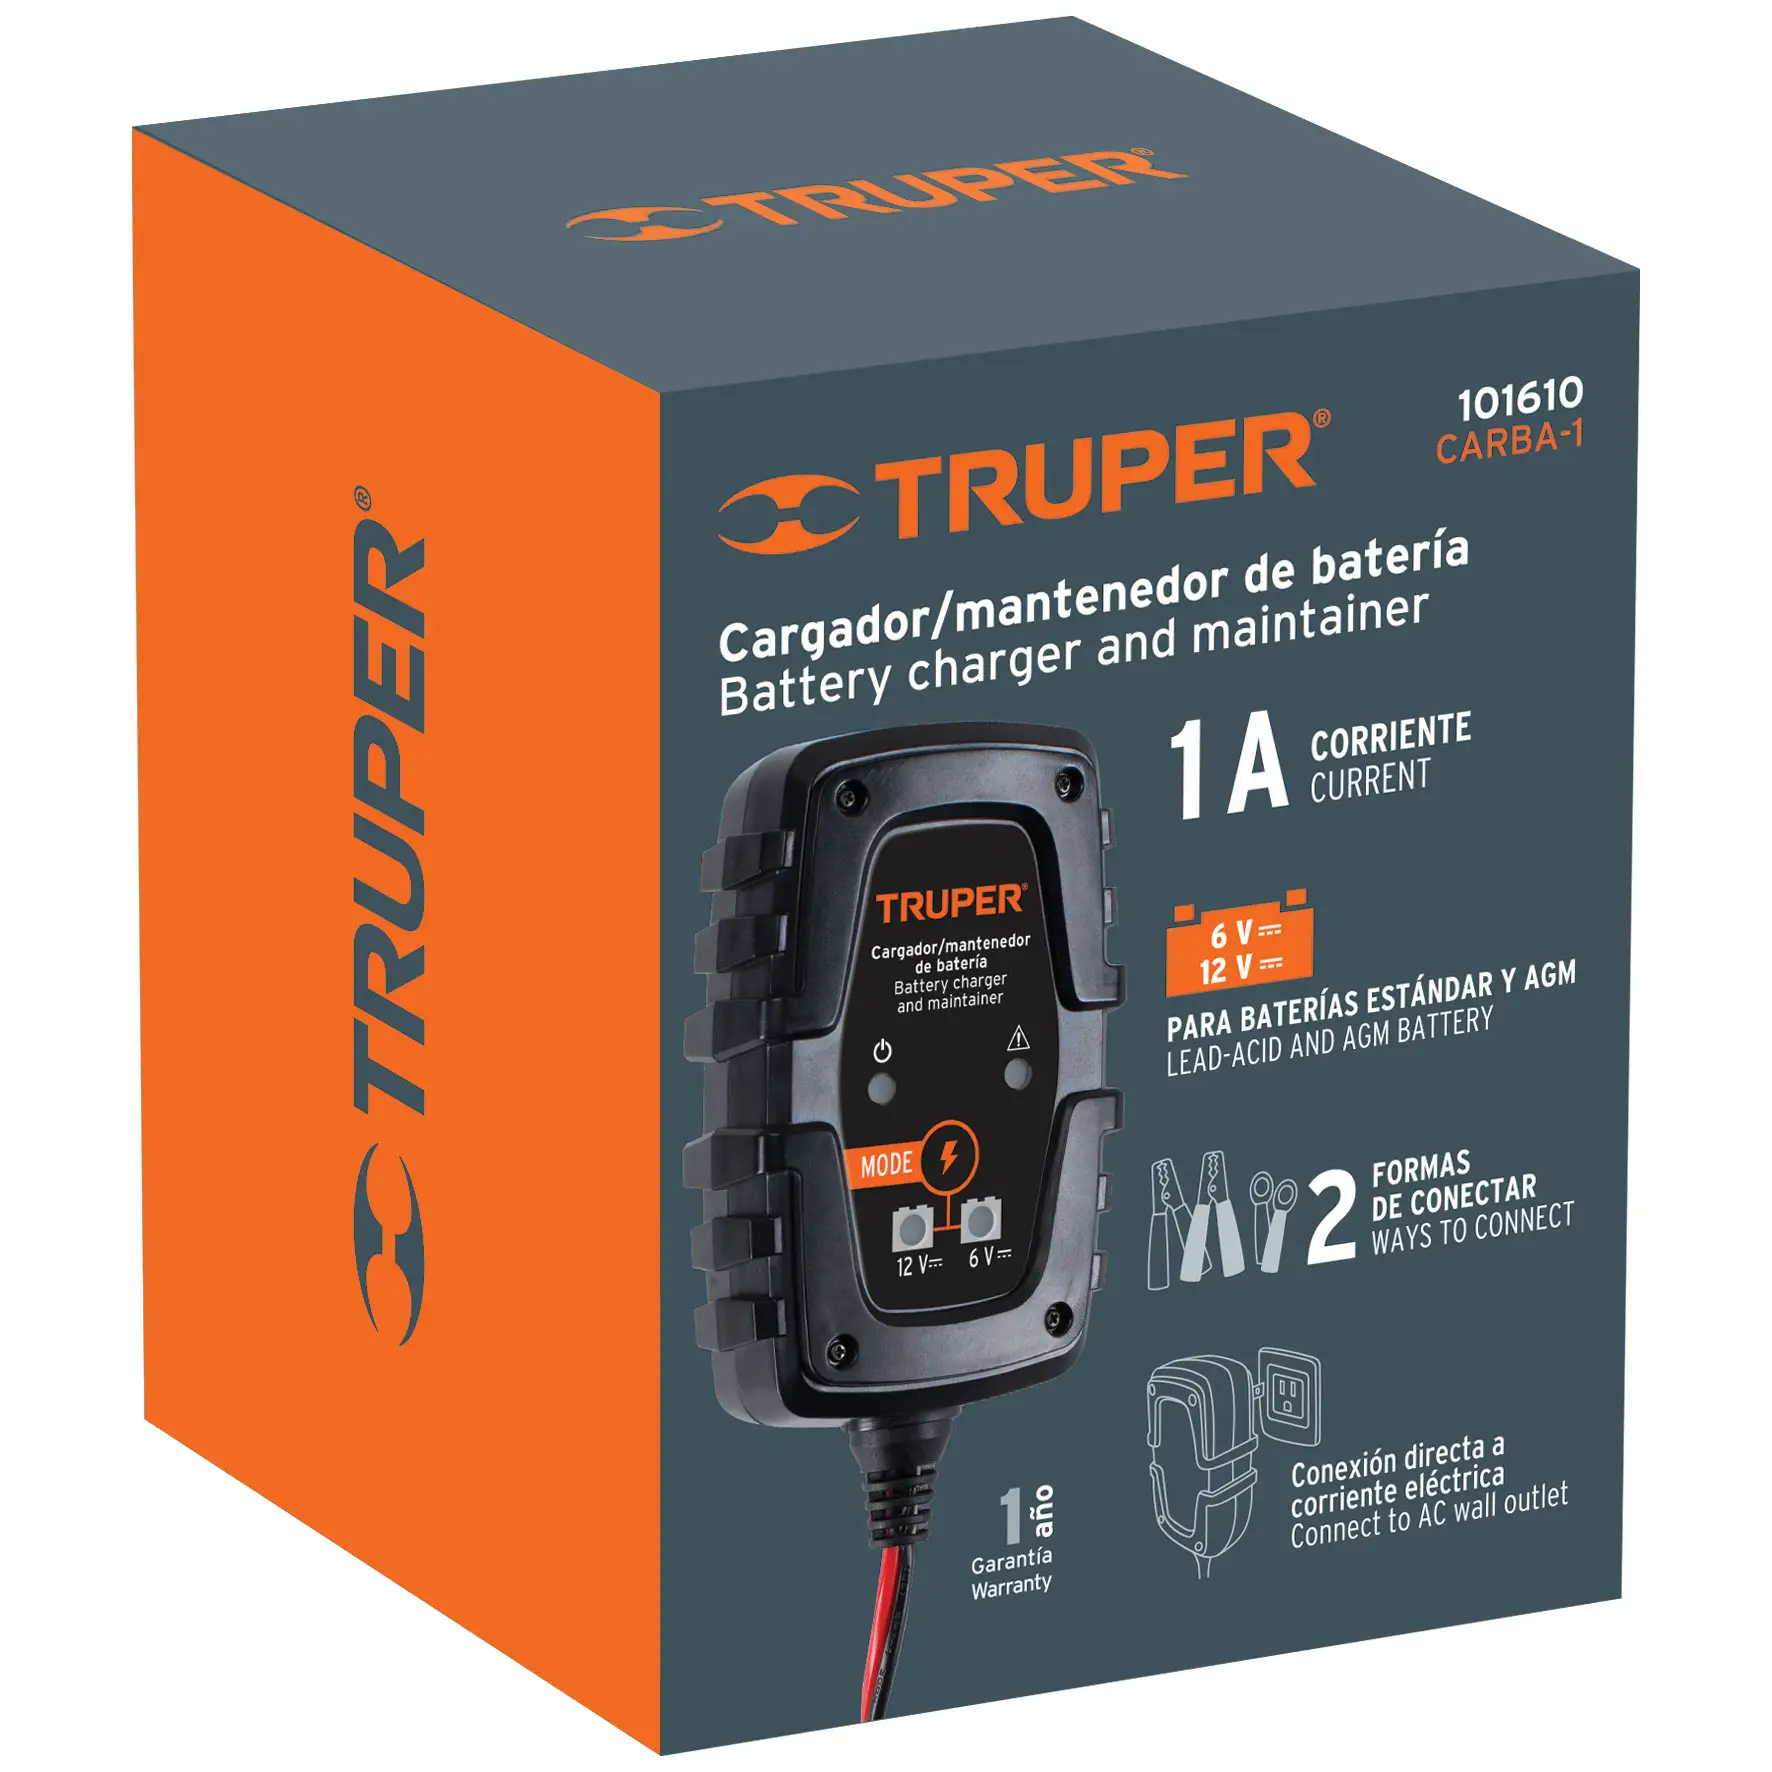 TRUPER®
TRUPER®
TRUPER®
101610
CARBA-1
Cargador/mantenedor de batería
Battery charger and maintainer
1 A CORRIENTE
CURRENT
6 V
12 V
PARA BATERÍAS ESTÁNDAR Y AGM
LEAD-ACID AND AGM BATTERY
2 FORMAS
DE CONECTAR
WAYS TO CONNECT
Conexión directa a
corriente eléctrica
Connect to AC wall outlet
1 año
Garantía
Warranty
TRUPER®
Cargador/mantenedor
de batería
Battery charger
and maintainer
MODE
12 V
6 V